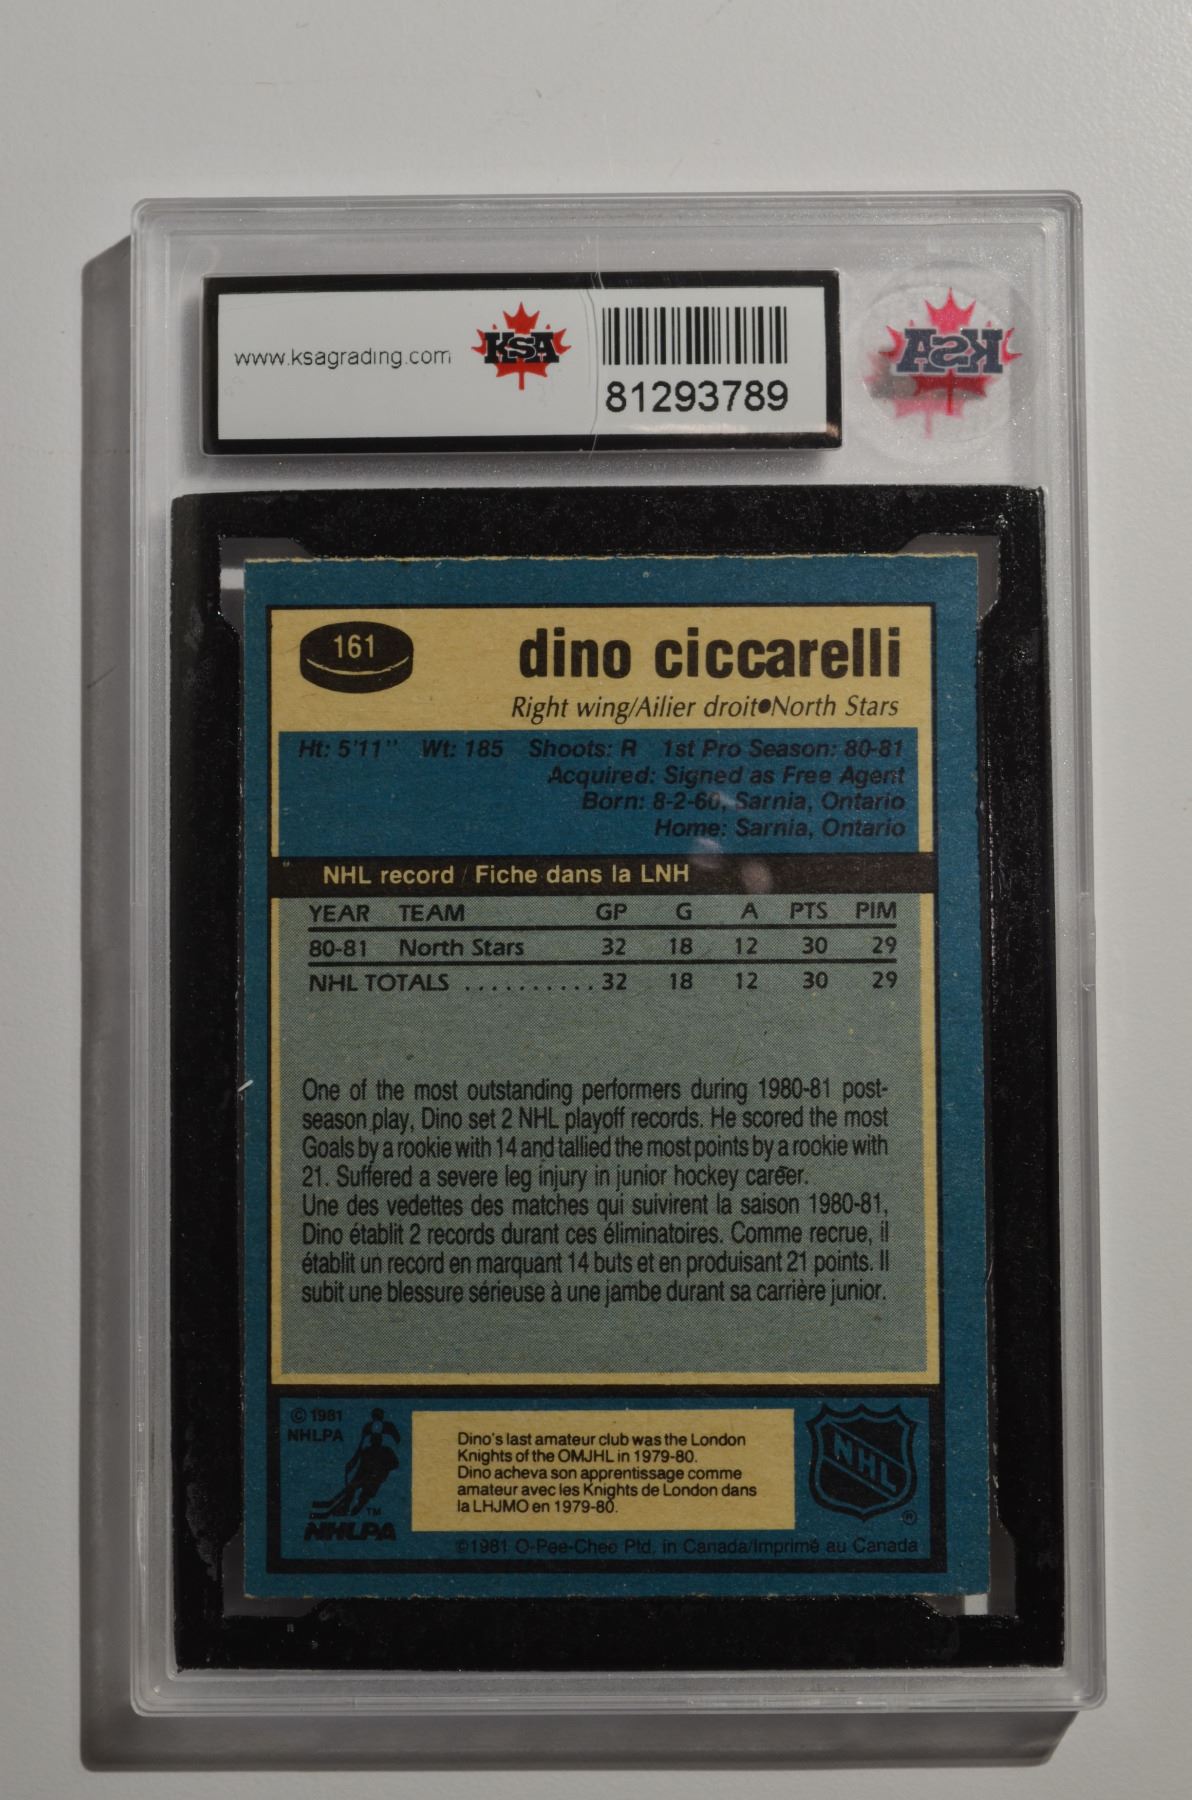 www.ksagrading.com
KSA
81293789
KSA
161
dino ciccarelli
Right wing/Ailier droit●North Stars
Ht: 5'11" Wt: 185 Shoots: R 1st Pro Season: 80-81
Acquired: Signed as Free Agent
Born: 8-2-60, Sarnia, Ontario
Home: Sarnia, Ontario
NHL record / Fiche dans la LNH
YEAR TEAM GP G A PTS PIM
80-81 North Stars 32 18 12 30 29
NHL TOTALS .......... 32 18 12 30 29
One of the most outstanding performers during 1980-81 post-
season play, Dino set 2 NHL playoff records. He scored the most
Goals by a rookie with 14 and tallied the most points by a rookie with
21. Suffered a severe leg injury in junior hockey career.
Une des vedettes des matches qui suivirent la saison 1980-81,
Dino établit 2 records durant ces éliminatoires. Comme recrue, il
établit un record en marquant 14 buts et en produisant 21 points. Il
subit une blessure sérieuse à une jambe durant sa carrière junior.
© 1981
NHLPA
TM
NHLPA
Dino's last amateur club was the London
Knights of the OMJHL in 1979-80.
Dino acheva son apprentissage comme
amateur avec les Knights de London dans
la LHJMO en 1979-80.
NHL
®
©1981 O-Pee-Chee Ptd. in Canada/Imprimé au Canada